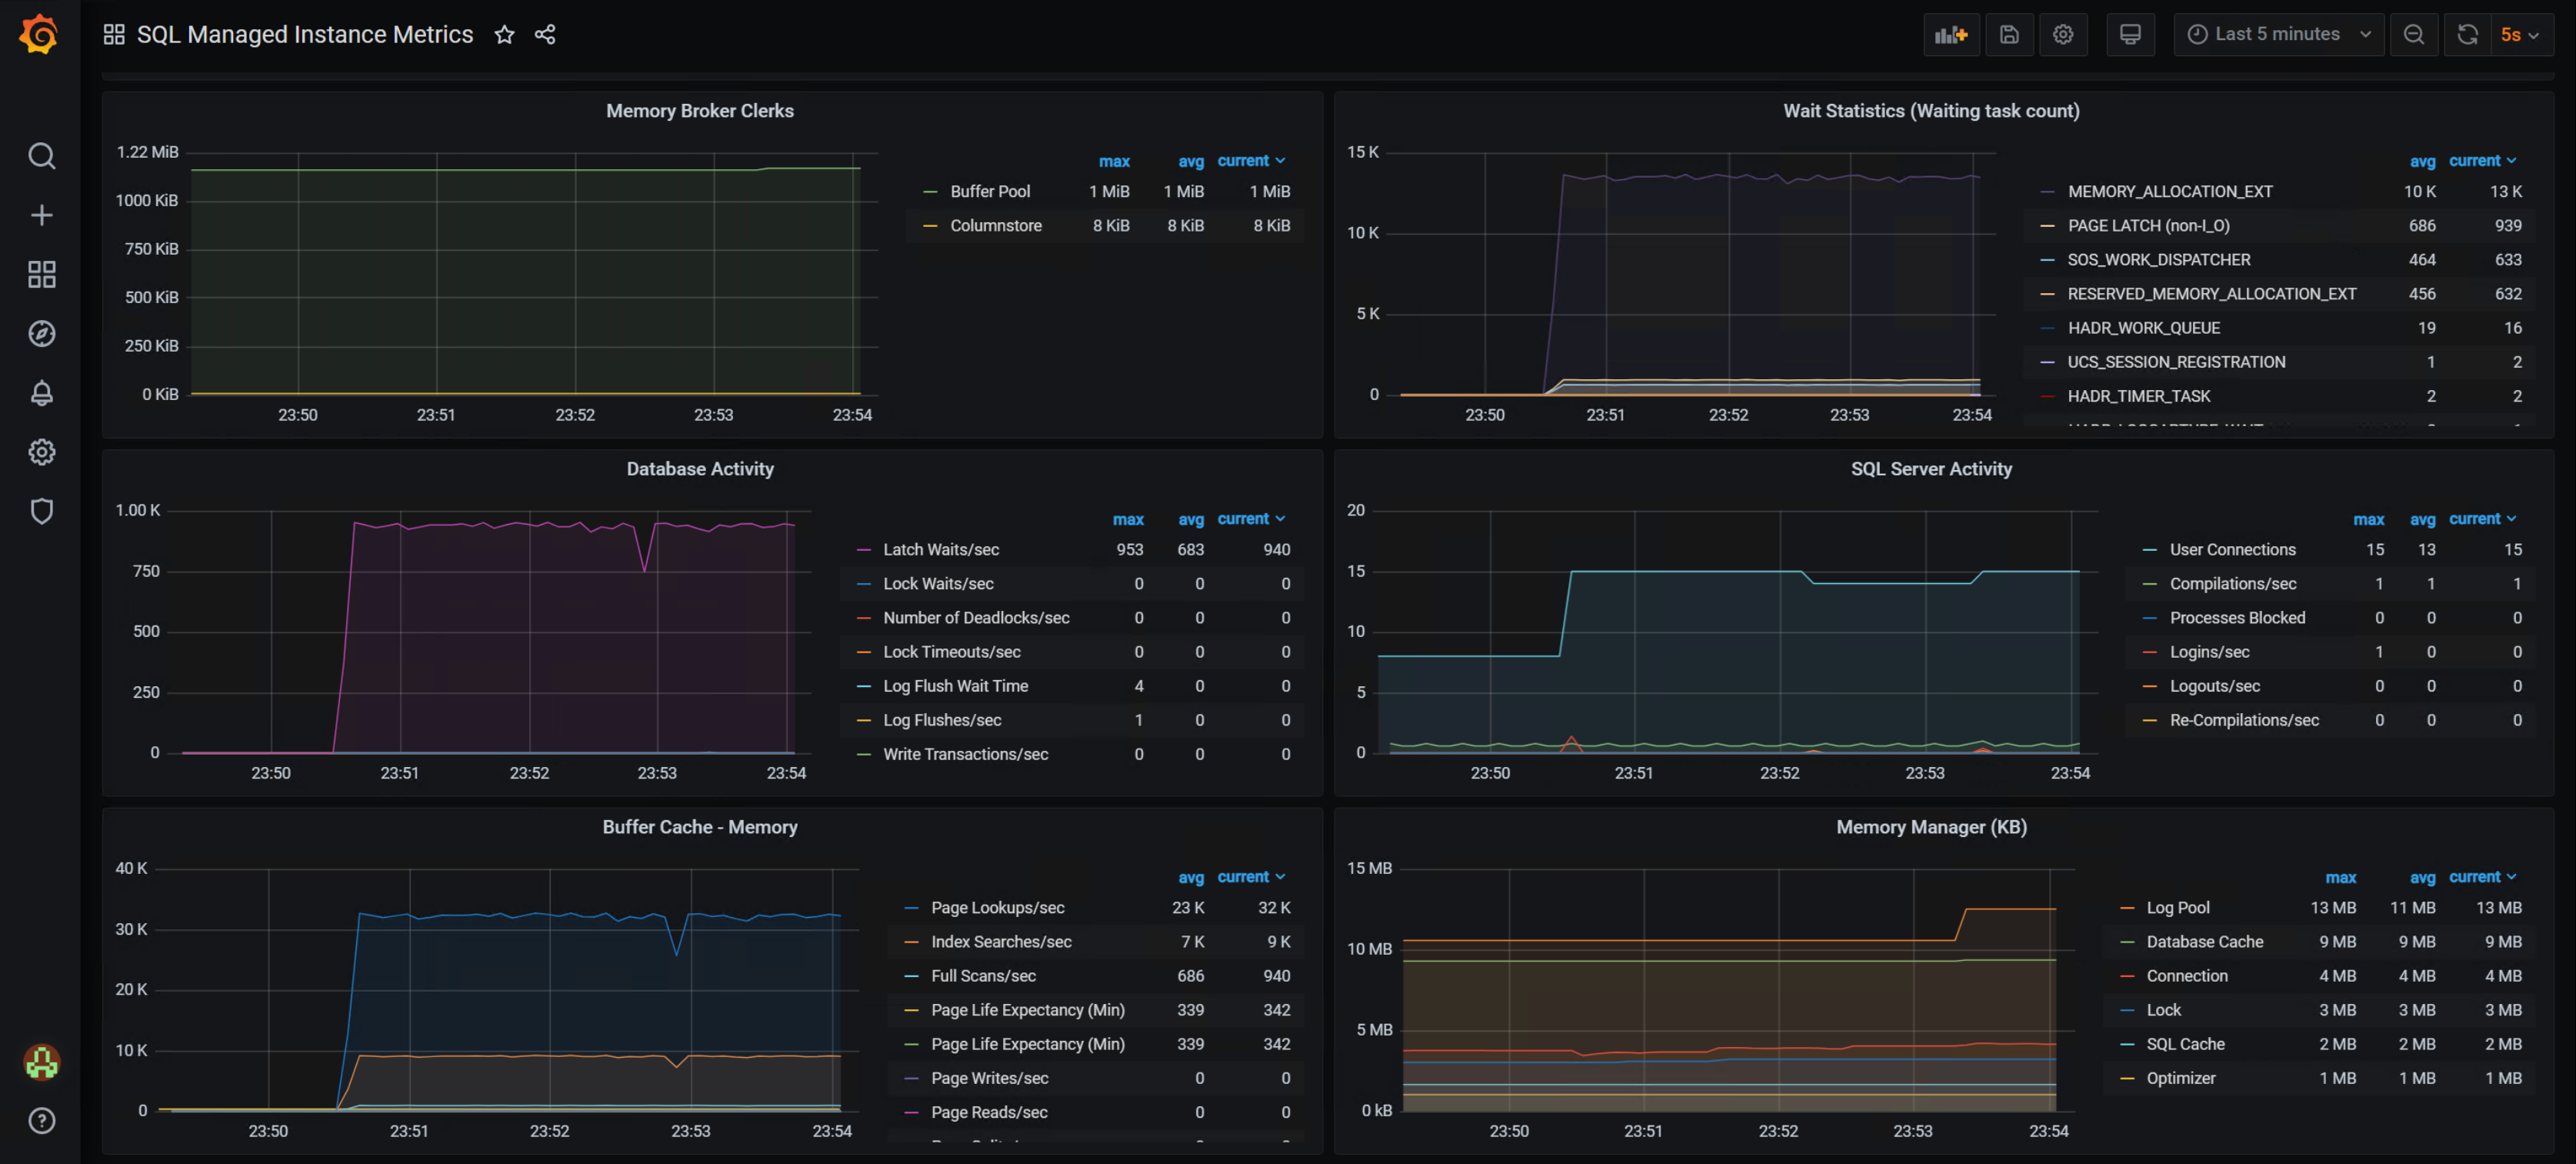 SQL Managed Instance Metrics
Last 5 minutes
5s
Memory Broker Clerks
1.22 MiB
1000 KiB
750 KiB
500 KiB
250 KiB
0 KiB
23:50 23:51 23:52 23:53 23:54
max avg current
Buffer Pool 1 MiB 1 MiB 1 MiB
Columnstore 8 KiB 8 KiB 8 KiB
Wait Statistics (Waiting task count)
15 K
10 K
5 K
0
23:50 23:51 23:52 23:53 23:54
avg current
MEMORY_ALLOCATION_EXT 10 K 13 K
PAGE LATCH (non-I_O) 686 939
SOS_WORK_DISPATCHER 464 633
RESERVED_MEMORY_ALLOCATION_EXT 456 632
HADR_WORK_QUEUE 19 16
UCS_SESSION_REGISTRATION 1 2
HADR_TIMER_TASK 2 2
Database Activity
1.00 K
750
500
250
0
23:50 23:51 23:52 23:53 23:54
max avg current
Latch Waits/sec 953 683 940
Lock Waits/sec 0 0 0
Number of Deadlocks/sec 0 0 0
Lock Timeouts/sec 0 0 0
Log Flush Wait Time 4 0 0
Log Flushes/sec 1 0 0
Write Transactions/sec 0 0 0
SQL Server Activity
20
15
10
5
0
23:50 23:51 23:52 23:53 23:54
max avg current
User Connections 15 13 15
Compilations/sec 1 1 1
Processes Blocked 0 0 0
Logins/sec 1 0 0
Logouts/sec 0 0 0
Re-Compilations/sec 0 0 0
Buffer Cache - Memory
40 K
30 K
20 K
10 K
0
23:50 23:51 23:52 23:53 23:54
avg current
Page Lookups/sec 23 K 32 K
Index Searches/sec 7 K 9 K
Full Scans/sec 686 940
Page Life Expectancy (Min) 339 342
Page Life Expectancy (Min) 339 342
Page Writes/sec 0 0
Page Reads/sec 0 0
Memory Manager (KB)
15 MB
10 MB
5 MB
0 kB
23:50 23:51 23:52 23:53 23:54
max avg current
Log Pool 13 MB 11 MB 13 MB
Database Cache 9 MB 9 MB 9 MB
Connection 4 MB 4 MB 4 MB
Lock 3 MB 3 MB 3 MB
SQL Cache 2 MB 2 MB 2 MB
Optimizer 1 MB 1 MB 1 MB